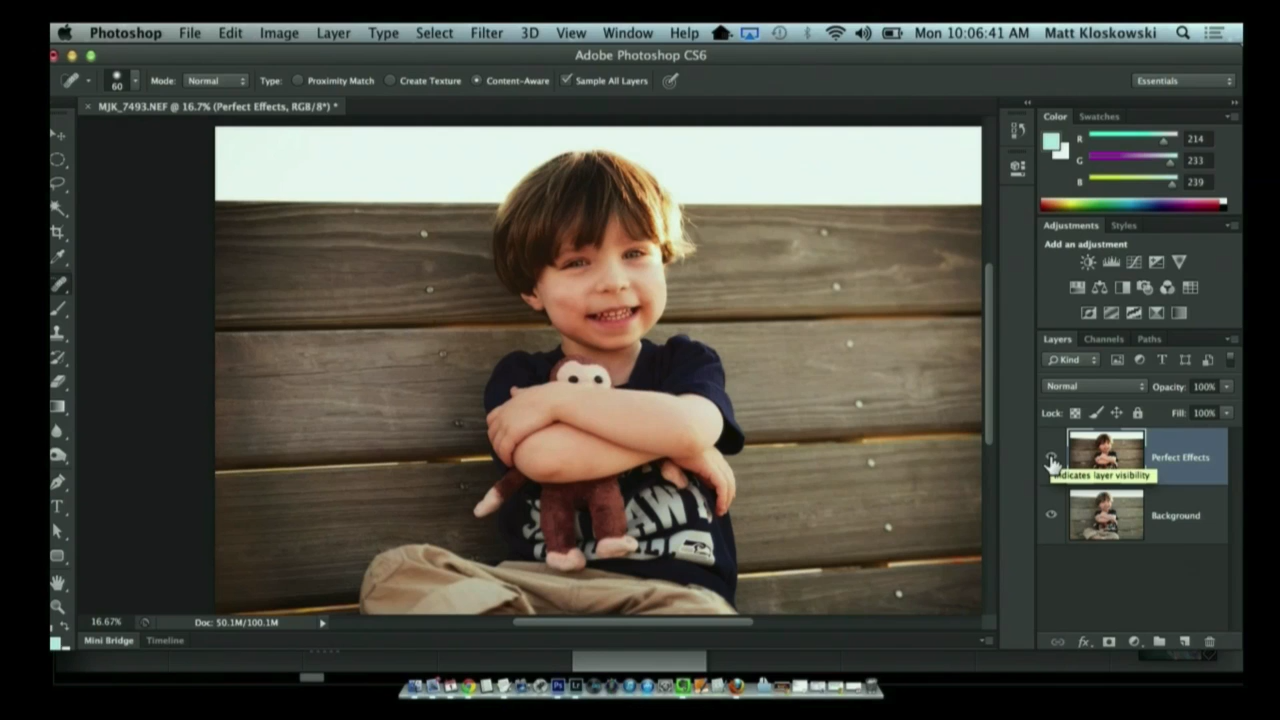 Photoshop File Edit Image Layer Type Select Filter 3D View Window Help Mon 10:06:41 AM Matt Kloskowski
Adobe Photoshop CS6
60 Mode: Normal Type: Proximity Match Create Texture Content-Aware Sample All Layers Essentials
× MJK_7493.NEF @ 16.7% (Perfect Effects, RGB/8*) *
Color Swatches
R 214
G 233
B 239
Adjustments Styles
Add an adjustment
Layers Channels Paths
Kind
Normal Opacity: 100%
Lock: Fill: 100%
Perfect Effects
Indicates layer visibility
Background
16.67% Doc: 50.1M/100.1M
Mini Bridge Timeline